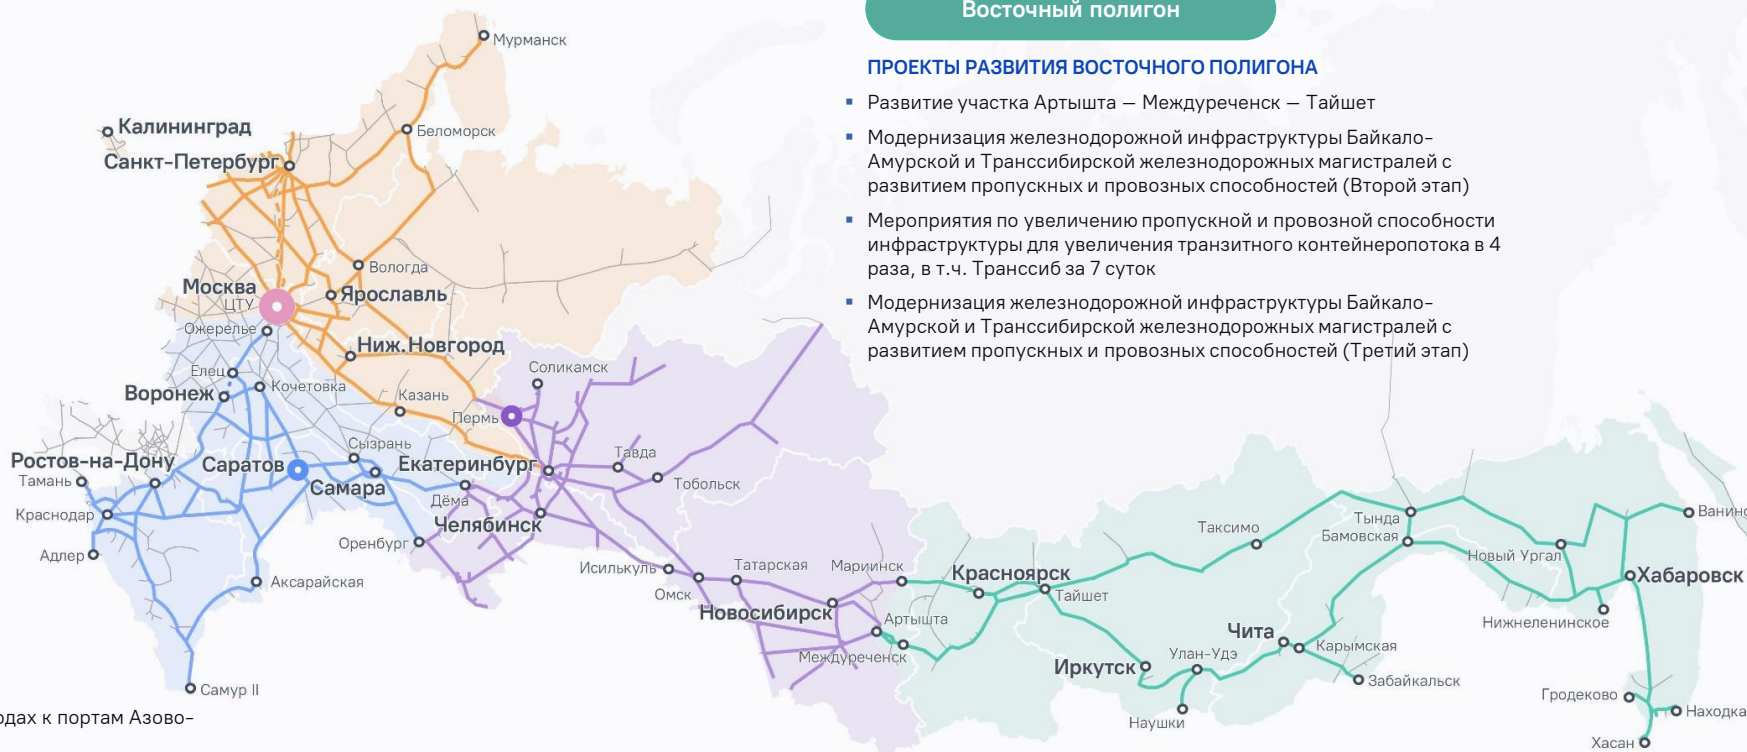 Восточный полигон
ПРОЕКТЫ РАЗВИТИЯ ВОСТОЧНОГО ПОЛИГОНА
▪ Развитие участка Артышта — Междуреченск — Тайшет
▪ Модернизация железнодорожной инфраструктуры Байкало-
Амурской и Транссибирской железнодорожных магистралей с
развитием пропускных и провозных способностей (Второй этап)
▪ Мероприятия по увеличению пропускной и провозной способности
инфраструктуры для увеличения транзитного контейнеропотока в 4
раза, в т.ч. Транссиб за 7 суток
▪ Модернизация железнодорожной инфраструктуры Байкало-
Амурской и Транссибирской железнодорожных магистралей с
развитием пропускных и провозных способностей (Третий этап)
Мурманск
Калининград
Беломорск
Санкт-Петербург
Вологда
Москва
ЦТУ
Ярославль
Ожерелье
Ниж.Новгород
Елец
Кочетовка
Воронеж
Соликамск
Казань
Пермь
Сызрань
Ростов-на-Дону
Саратов
Екатеринбург
Тавда
Тамань
Самара
Тобольск
Дёма
Краснодар
Челябинск
Адлер
Оренбург
Аксарайская
Исилькуль
Татарская
Мариинск
Омск
Новосибирск
Артышта
Междуреченск
Красноярск
Тайшет
Таксимо
Тында
Бамовская
Новый Ургал
Ванино
Хабаровск
Нижнеленинское
Чита
Карымская
Иркутск
Улан-Удэ
Забайкальск
Наушки
Гродеково
Находка
Хасан
Самур II
одах к портам Азово-